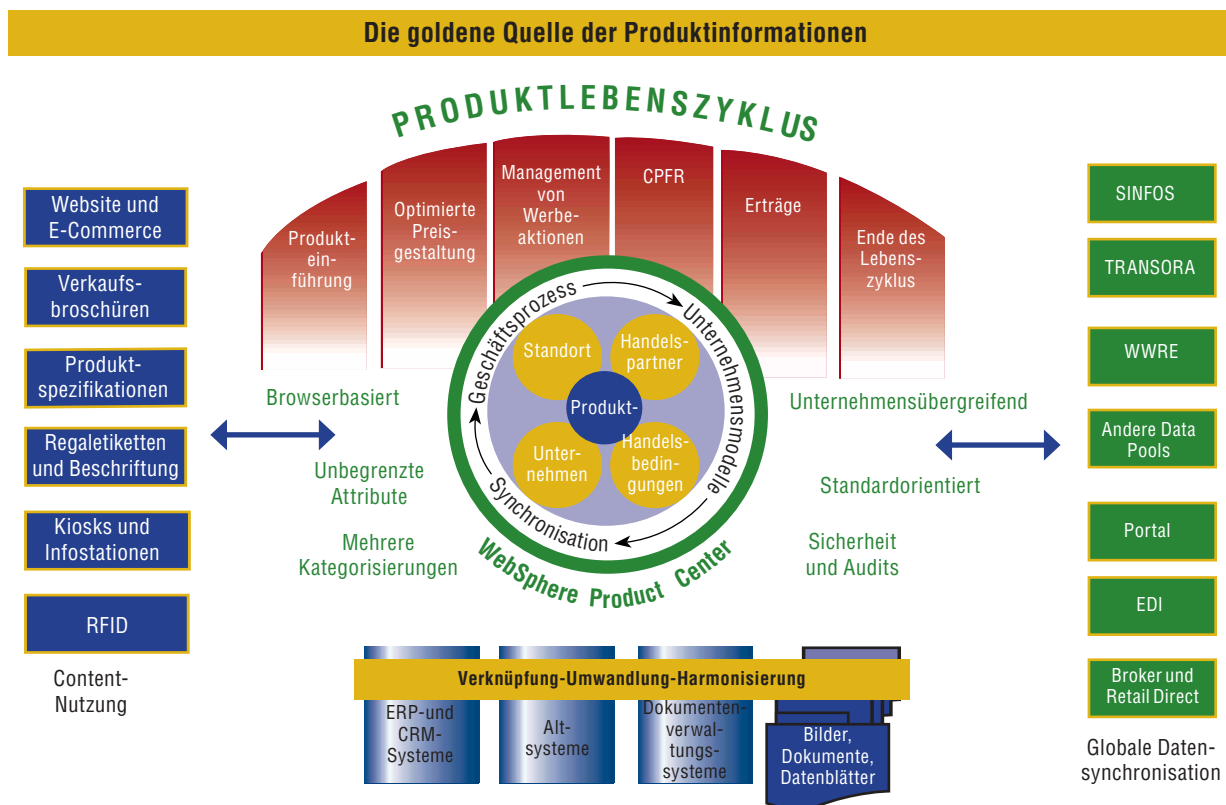 Die goldene Quelle der Produktinformationen
PRODUKTLEBENSZYKLUS
Produkt-
ein-
führung
Optimierte
Preis-
gestaltung
Management
von
Werbe-
aktionen
CPFR
Erträge
Ende des
Lebens-
zyklus
Website und
E-Commerce
Verkaufs-
broschüren
Produkt-
spezifikationen
Regaletiketten
und Beschriftung
Kiosks und
Infostationen
RFID
Content-
Nutzung
Browserbasiert
Unbegrenzte
Attribute
Mehrere
Kategorisierungen
Geschäftsprozess
Unternehmensmodelle
Synchronisation
Standort
Handels-
partner
Produkt-
Unter-
nehmen
Handels-
bedin-
gungen
WebSphere Product Center
Unternehmensübergreifend
Standardorientiert
Sicherheit
und Audits
SINFOS
TRANSORA
WWRE
Andere Data
Pools
Portal
EDI
Broker und
Retail Direct
Globale Daten-
synchronisation
Verknüpfung-Umwandlung-Harmonisierung
ERP-und
CRM-
Systeme
Alt-
systeme
Dokumenten-
verwal-
tungs-
systeme
Bilder,
Dokumente,
Datenblätter